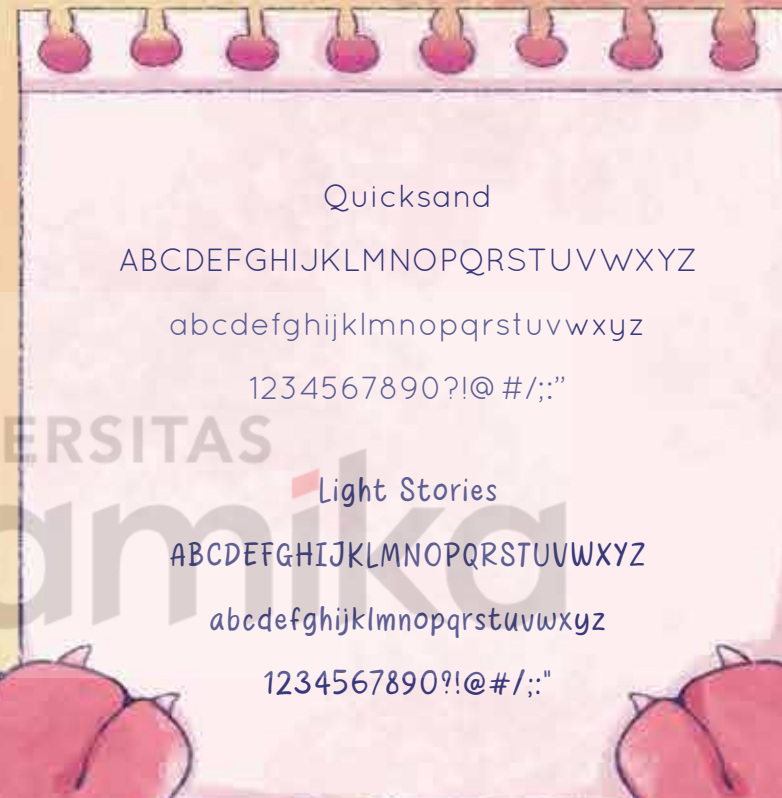 Quicksand
ABCDEFGHIJKLMNOPQRSTUVWXYZ
abcdefghijklmnopqrstuvwxyz
1234567890?!@#/;:”
ERSITAS
amika
Light Stories
ABCDEFGHIJKLMNOPQRSTUVWXYZ
abcdefghijklmnopqrstuvwxyz
1234567890?!@#/;:"